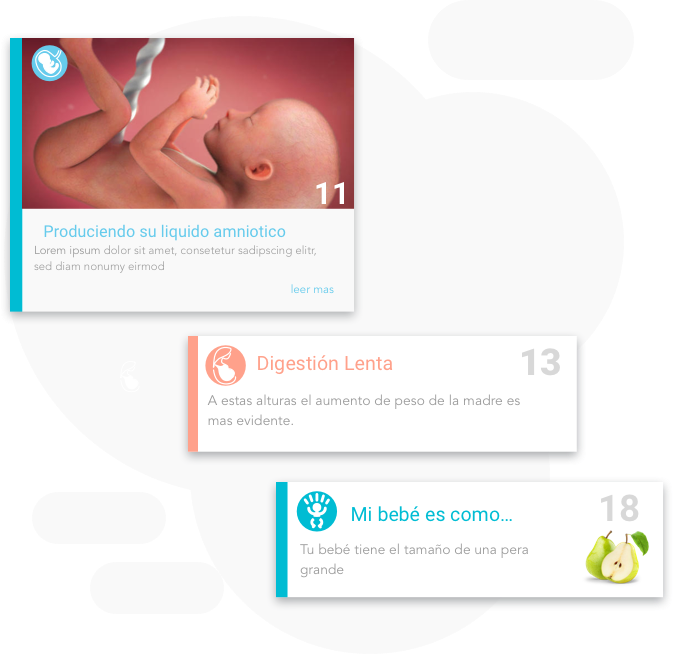 11
Produciendo su liquido amniotico
Lorem ipsum dolor sit amet, consetetur sadipscing elitr,
sed diam nonumy eirmod
leer mas
Digestión Lenta
13
A estas alturas el aumento de peso de la madre es
mas evidente.
Mi bebé es como...
18
Tu bebé tiene el tamaño de una pera
grande